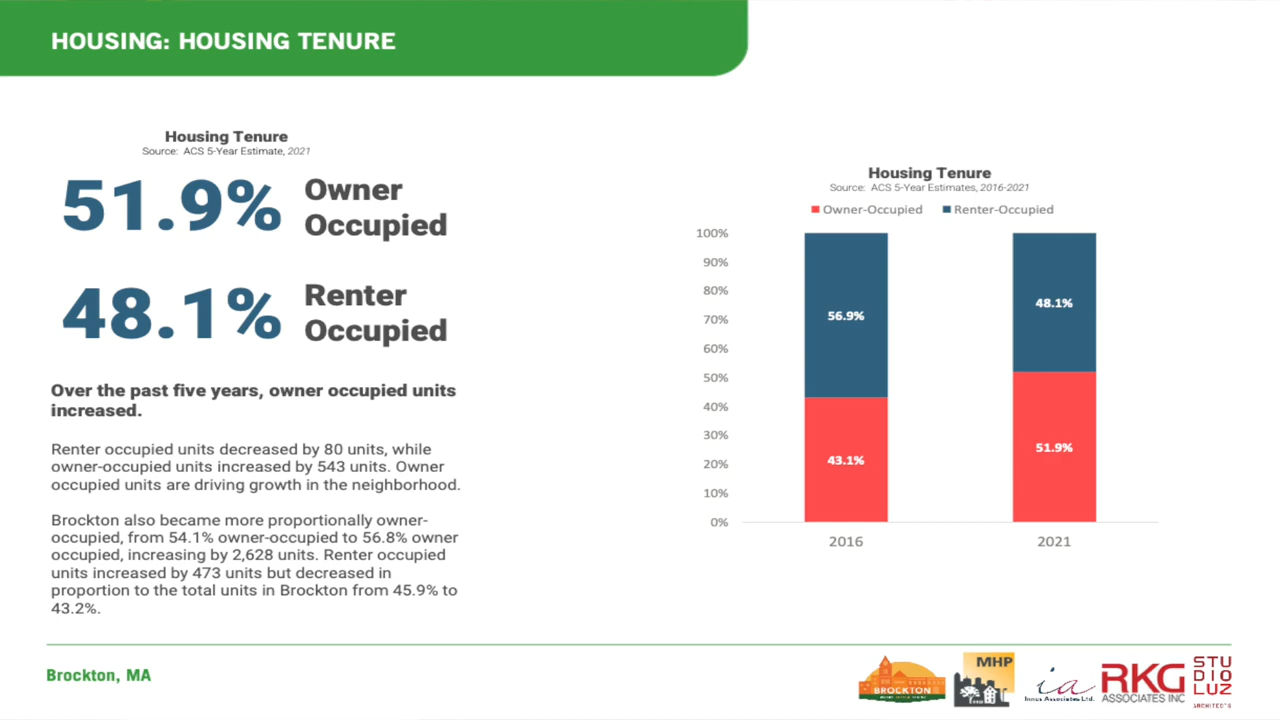 HOUSING: HOUSING TENURE
Housing Tenure
Source: ACS 5-Year Estimate, 2021
51.9% Owner Occupied
48.1% Renter Occupied
Over the past five years, owner occupied units
increased.
Renter occupied units decreased by 80 units, while
owner-occupied units increased by 543 units. Owner
occupied units are driving growth in the neighborhood.
Brockton also became more proportionally owner-
occupied, from 54.1% owner-occupied to 56.8% owner
occupied, increasing by 2,628 units. Renter occupied
units increased by 473 units but decreased in
proportion to the total units in Brockton from 45.9% to
43.2%.
Housing Tenure
Source: ACS 5-Year Estimates, 2016-2021
Owner-Occupied Renter-Occupied
100%
90%
80%
70%
60%
50%
40%
30%
20%
10%
0%
56.9%
43.1%
48.1%
51.9%
2016 2021
Brockton, MA
BROCKTON
MHP
ia
Innes Associates Ltd.
RKG
ASSOCIATES INC
STU
DIO
LUZ
ARCHITECTS